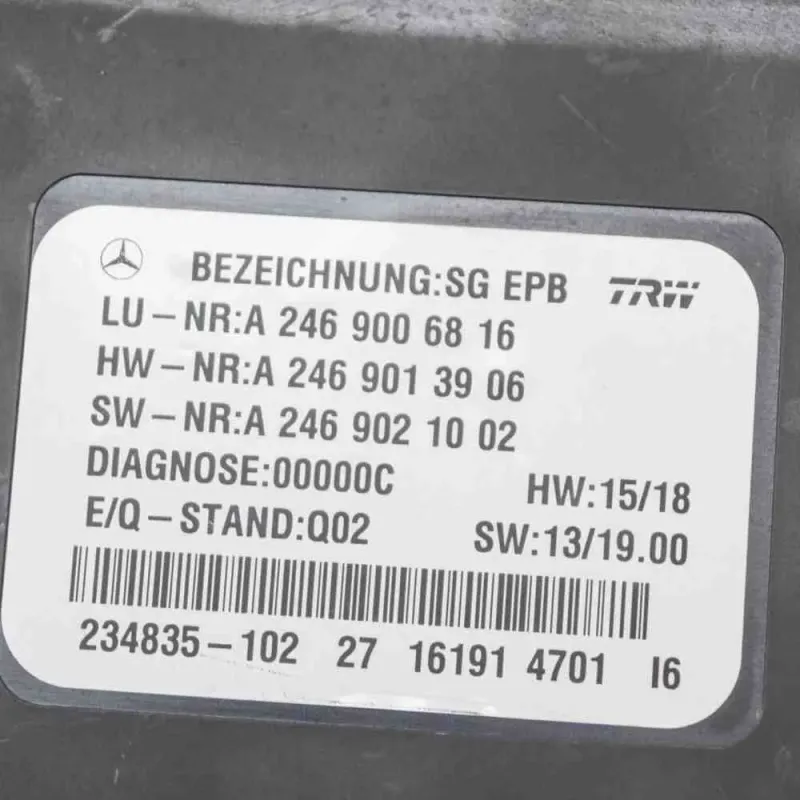 BEZEICHNUNG:SG EPB TRW
LU-NR:A 246 900 68 16
HW-NR:A 246 901 39 06
SW-NR:A 246 902 10 02
DIAGNOSE:00000C HW:15/18
E/Q-STAND:Q02 SW:13/19.00
234835-102 27 16191 4701 I6